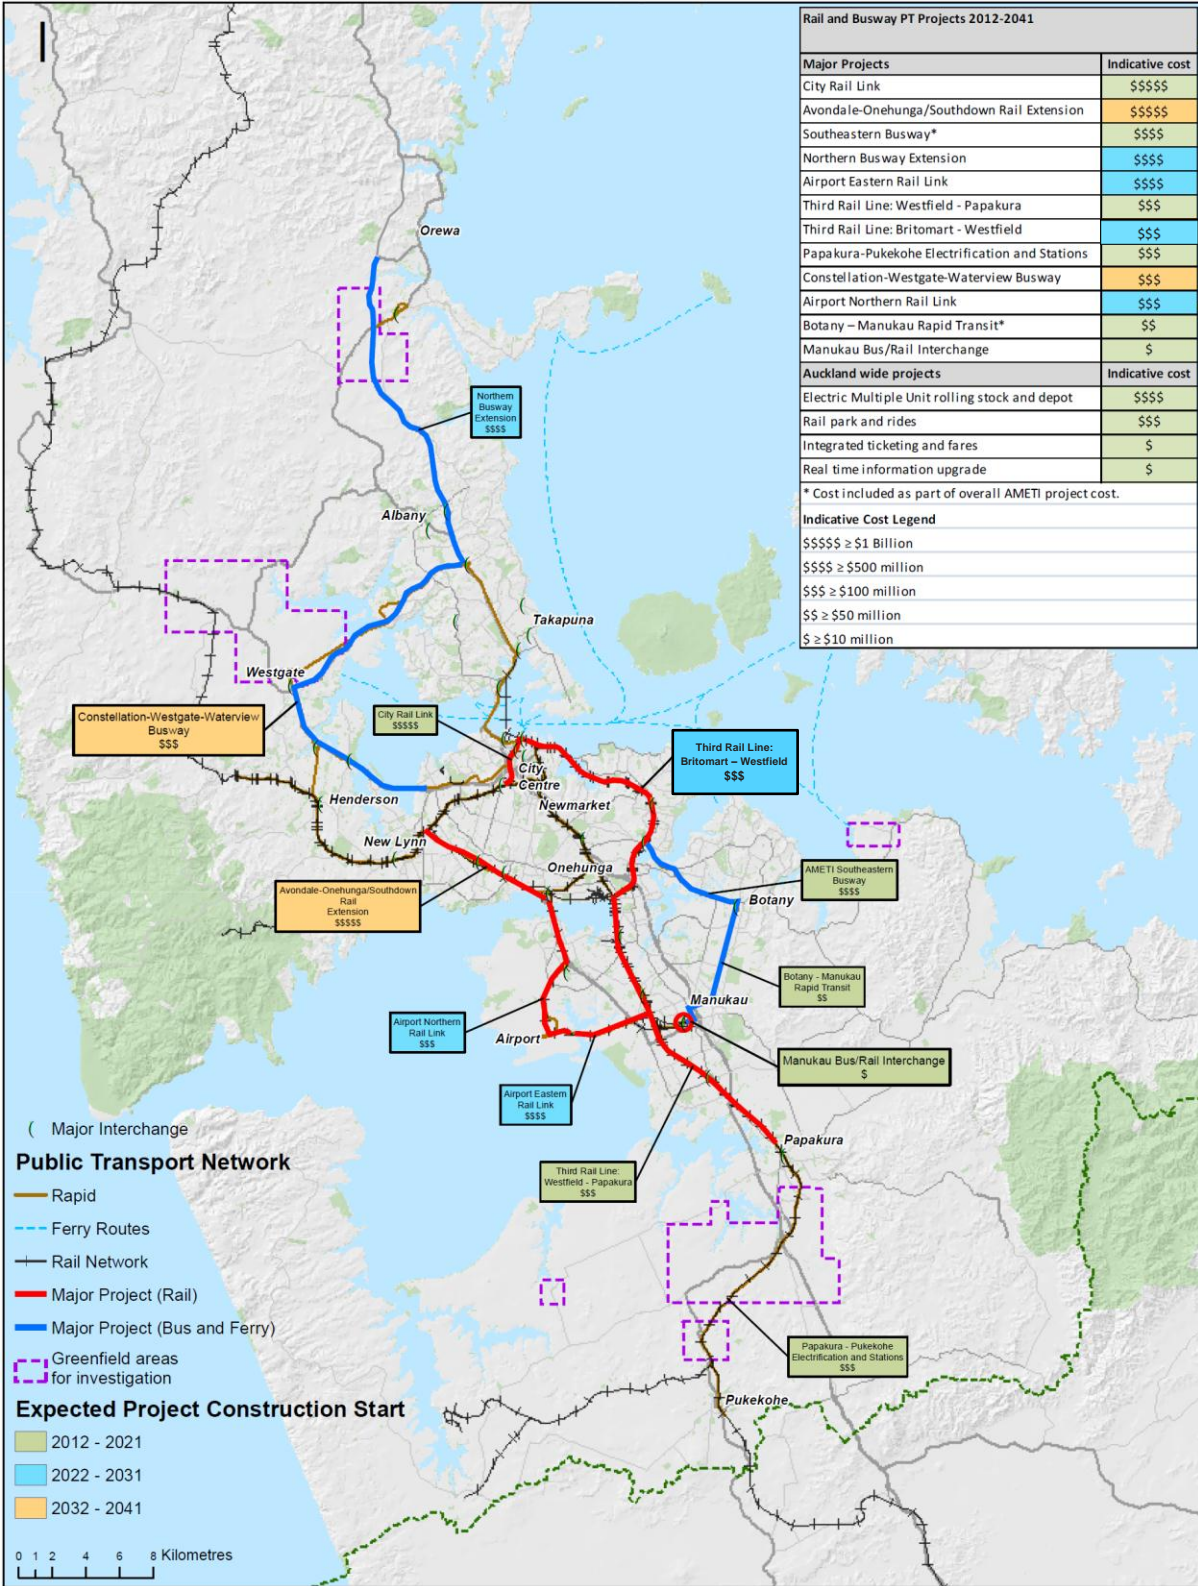 Rail and Busway PT Projects 2012-2041
Major Projects Indicative cost
City Rail Link $$$$$
Avondale-Onehunga/Southdown Rail Extension $$$$$
Southeastern Busway* $$$$
Northern Busway Extension $$$$
Airport Eastern Rail Link $$$$
Third Rail Line: Westfield - Papakura $$$
Third Rail Line: Britomart - Westfield $$$
Papakura-Pukekohe Electrification and Stations $$$
Constellation-Westgate-Waterview Busway $$$
Airport Northern Rail Link $$$
Botany – Manukau Rapid Transit* $$
Manukau Bus/Rail Interchange $
Auckland wide projects Indicative cost
Electric Multiple Unit rolling stock and depot $$$$
Rail park and rides $$$
Integrated ticketing and fares $
Real time information upgrade $
* Cost included as part of overall AMETI project cost.
Indicative Cost Legend
$$$$$ ≥ $1 Billion
$$$$ ≥ $500 million
$$$ ≥ $100 million
$$ ≥ $50 million
$ ≥ $10 million
Orewa
Northern
Busway
Extension
$$$$
Albany
Takapuna
Westgate
Constellation-Westgate-Waterview
Busway
$$$
City Rail Link
$$$$$
Third Rail Line:
Britomart – Westfield
$$$
City
Centre
Henderson
Newmarket
New Lynn
Onehunga
Avondale-Onehunga/Southdown
Rail
Extension
$$$$$
AMETI Southeastern
Busway
$$$$
Botany
Botany - Manukau
Rapid Transit
$$
Manukau
Airport Northern
Rail Link
$$$
Airport
Manukau Bus/Rail Interchange
$
Airport Eastern
Rail Link
$$$$
Papakura
Third Rail Line:
Westfield - Papakura
$$$
Papakura - Pukekohe
Electrification and Stations
$$$
Pukekohe
Major Interchange
Public Transport Network
Rapid
Ferry Routes
Rail Network
Major Project (Rail)
Major Project (Bus and Ferry)
Greenfield areas
for investigation
Expected Project Construction Start
2012 - 2021
2022 - 2031
2032 - 2041
0 1 2 4 6 8 Kilometres